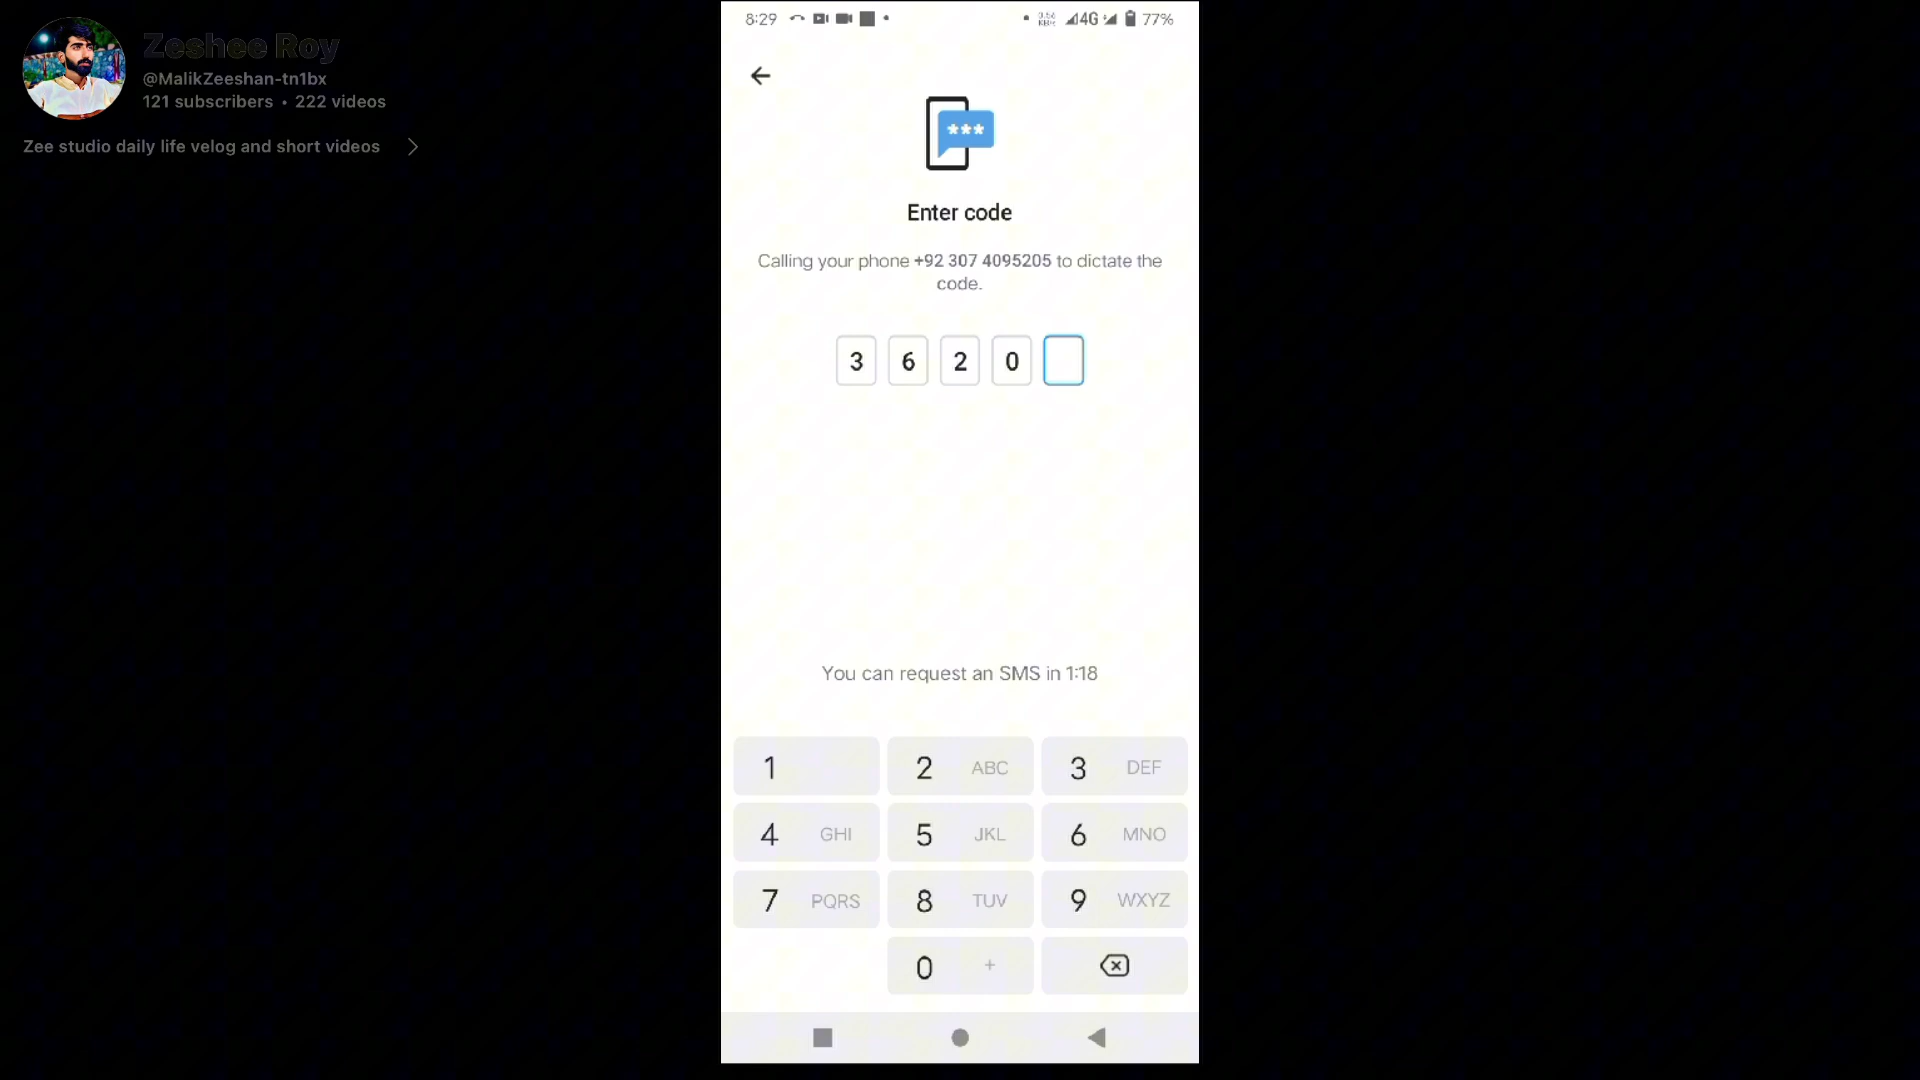 Zeshee Roy
@MalikZeeshan-tn1bx
121 subscribers • 222 videos
Zee studio daily life velog and short videos
8:29
4G 77%
***
Enter code
Calling your phone +92 307 4095205 to dictate the
code.
3 6 2 0
You can request an SMS in 1:18
1
2 ABC
3 DEF
4 GHI
5 JKL
6 MNO
7 PQRS
8 TUV
9 WXYZ
0 +